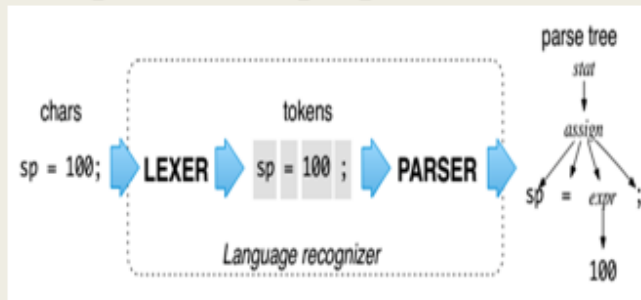 parse tree
stat
chars
tokens
assign
sp = 100;
LEXER
sp = 100 ;
PARSER
sp = expr ;
Language recognizer
100